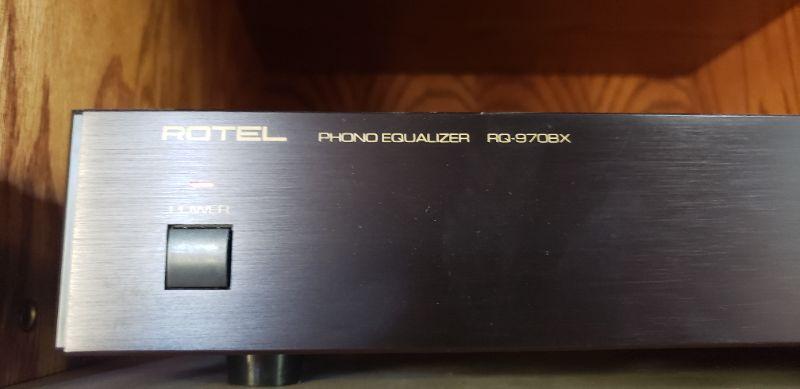 ROTEL PHONO EQUALIZER RQ-970BX
POWER